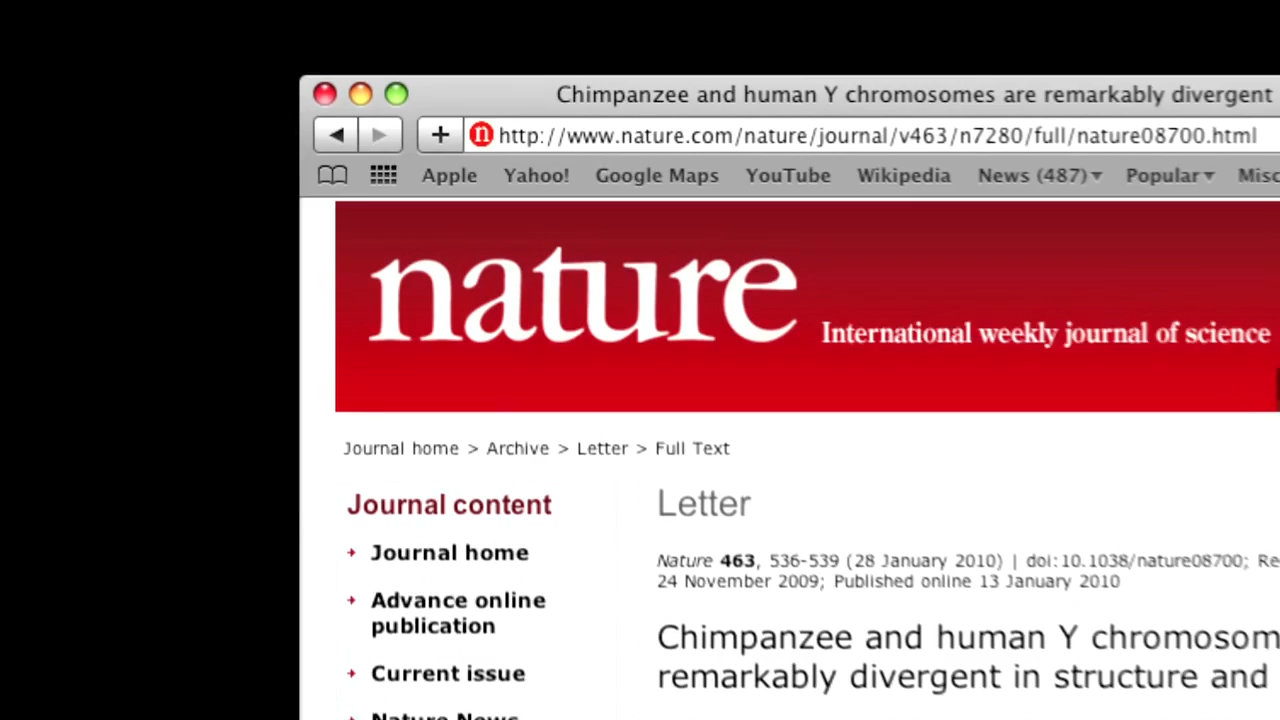 Chimpanzee and human Y chromosomes are remarkably divergent
http://www.nature.com/nature/journal/v463/n7280/full/nature08700.html
Apple Yahoo! Google Maps YouTube Wikipedia News (487) Popular Misc
nature
International weekly journal of science
Journal home > Archive > Letter > Full Text
Journal content
Journal home
Advance online
publication
Current issue
Nature News
Letter
Nature 463, 536-539 (28 January 2010) | doi:10.1038/nature08700; Re
24 November 2009; Published online 13 January 2010
Chimpanzee and human Y chromosom
remarkably divergent in structure and